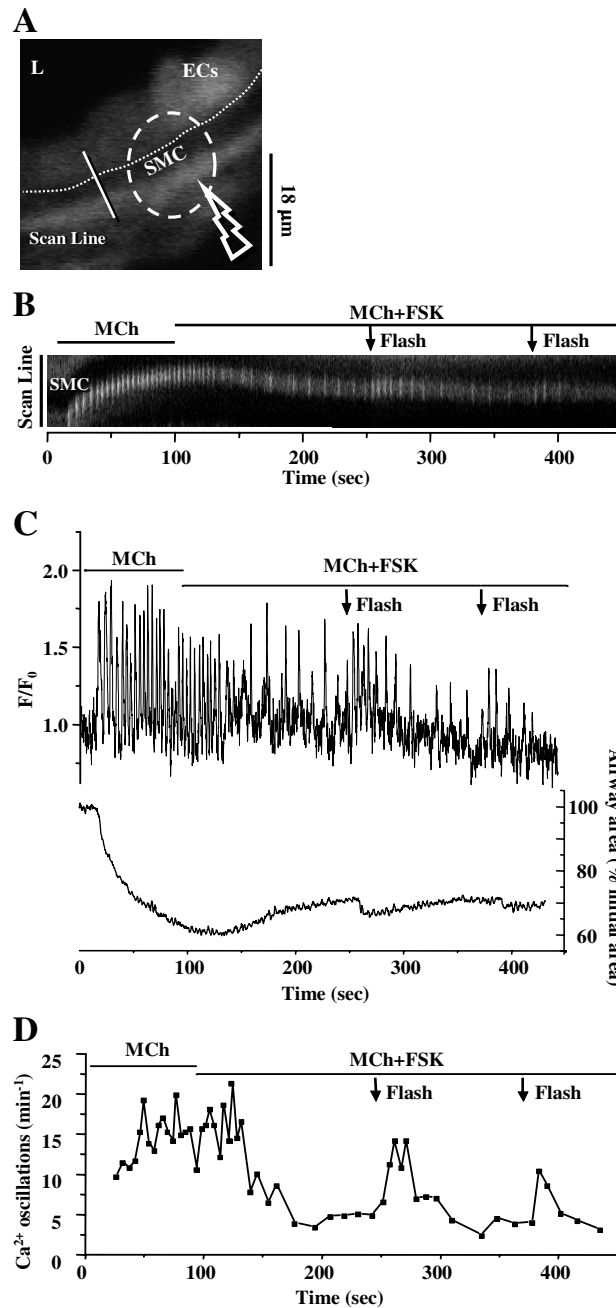 A
L
ECs
SMC
Scan Line
18 µm
B
MCh+FSK
MCh
Flash
Flash
Scan Line
SMC
0 100 200 300 400
Time (sec)
C
MCh
MCh+FSK
Flash
Flash
2.0
1.5
1.0
F/F0
100
80
60
Airway area (% initial area)
0 100 200 300 400
Time (sec)
D
MCh
MCh+FSK
Flash
Flash
25
20
15
10
5
0
Ca2+ oscillations (min-1)
0 100 200 300 400
Time (sec)